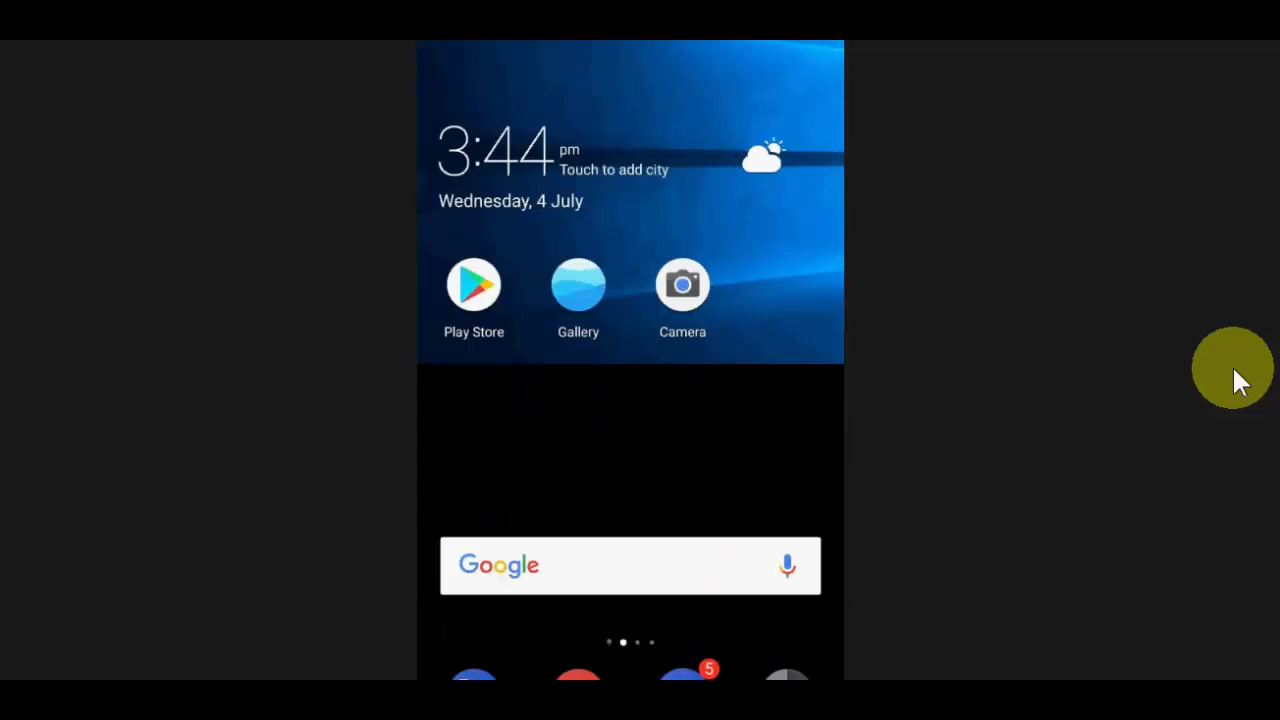 3:44 pm
Touch to add city
Wednesday, 4 July
Play Store
Gallery
Camera
Google
5